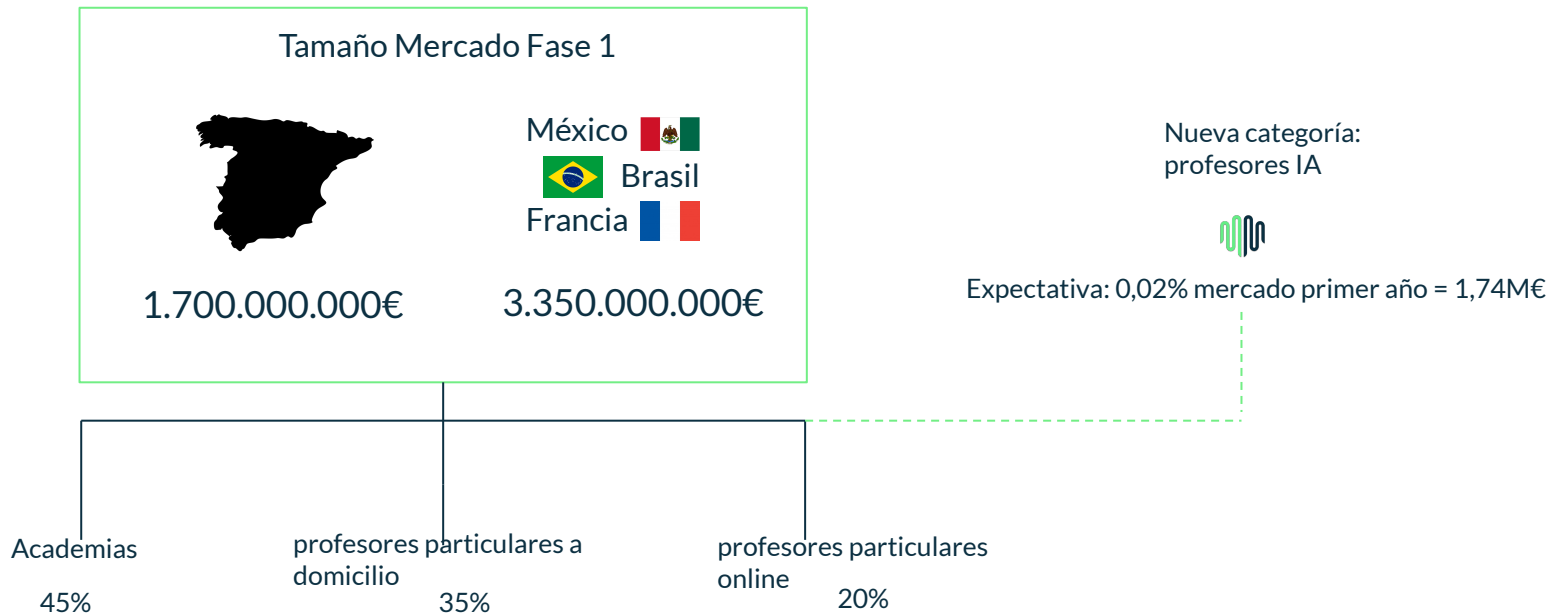 Tamaño Mercado Fase 1
México
Brasil
Francia
1.700.000.000€
3.350.000.000€
Nueva categoría:
profesores IA
Expectativa: 0,02% mercado primer año = 1,74M€
Academias
45%
profesores particulares a
domicilio
35%
profesores particulares
online
20%